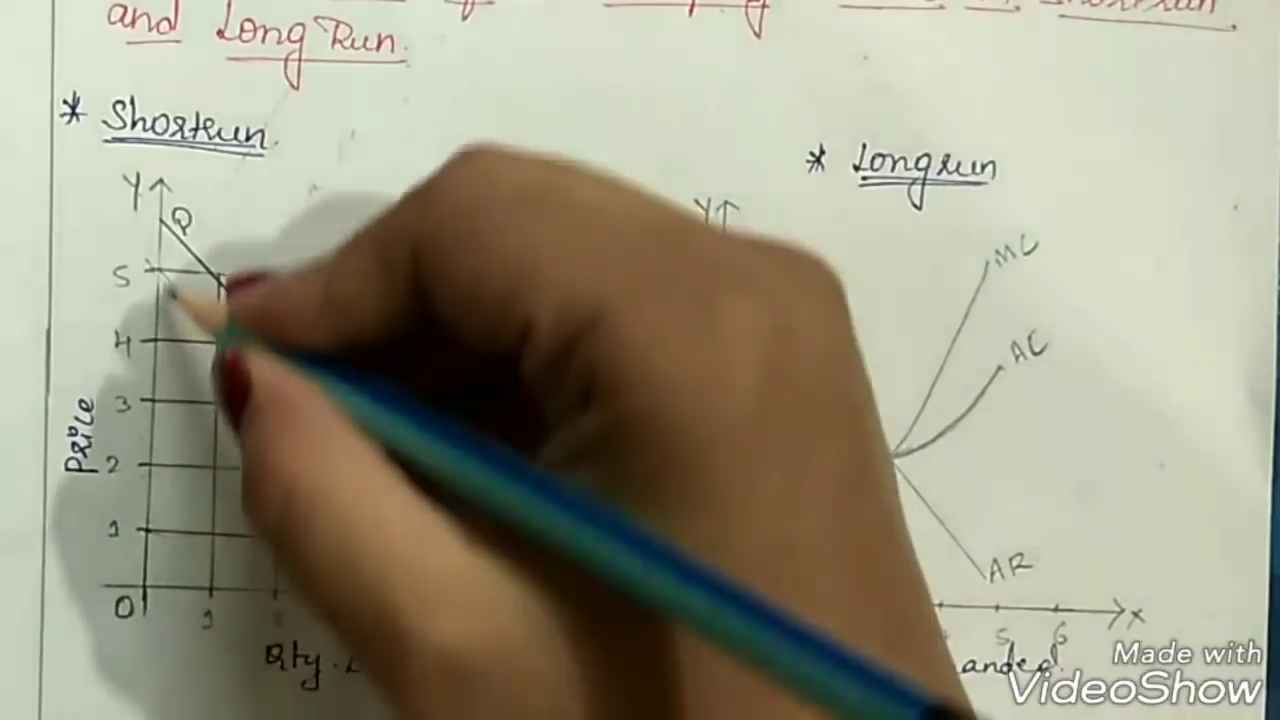 and Long Run.
* Shortrun.
* Longrun
Y
Q
Y
5
4
3
2
1
0
1
Price
MC
AC
AR
5 6
X
Qty.
anded.
Made with
VideoShow